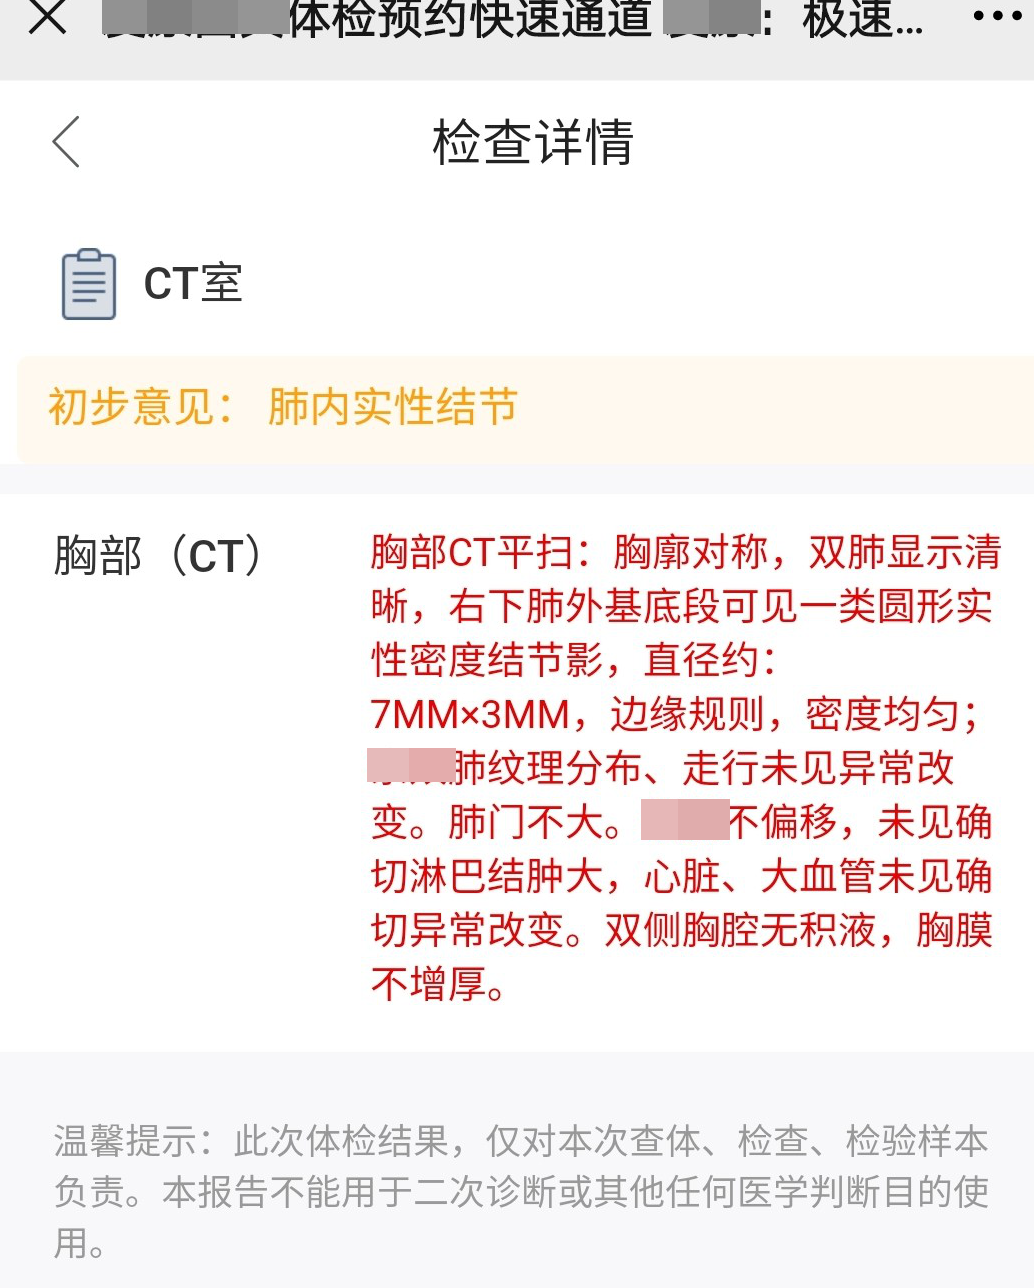 体检预约快速通道 : 极速...
检查详情
CT室
初步意见： 肺内实性结节
胸部（CT）
胸部CT平扫：胸廓对称，双肺显示清
晰，右下肺外基底段可见一类圆形实
性密度结节影，直径约：
7MM×3MM，边缘规则，密度均匀；
肺纹理分布、走行未见异常改
变。肺门不大。不偏移，未见确
切淋巴结肿大，心脏、大血管未见确
切异常改变。双侧胸腔无积液，胸膜
不增厚。
温馨提示：此次体检结果，仅对本次查体、检查、检验样本
负责。本报告不能用于二次诊断或其他任何医学判断目的使
用。